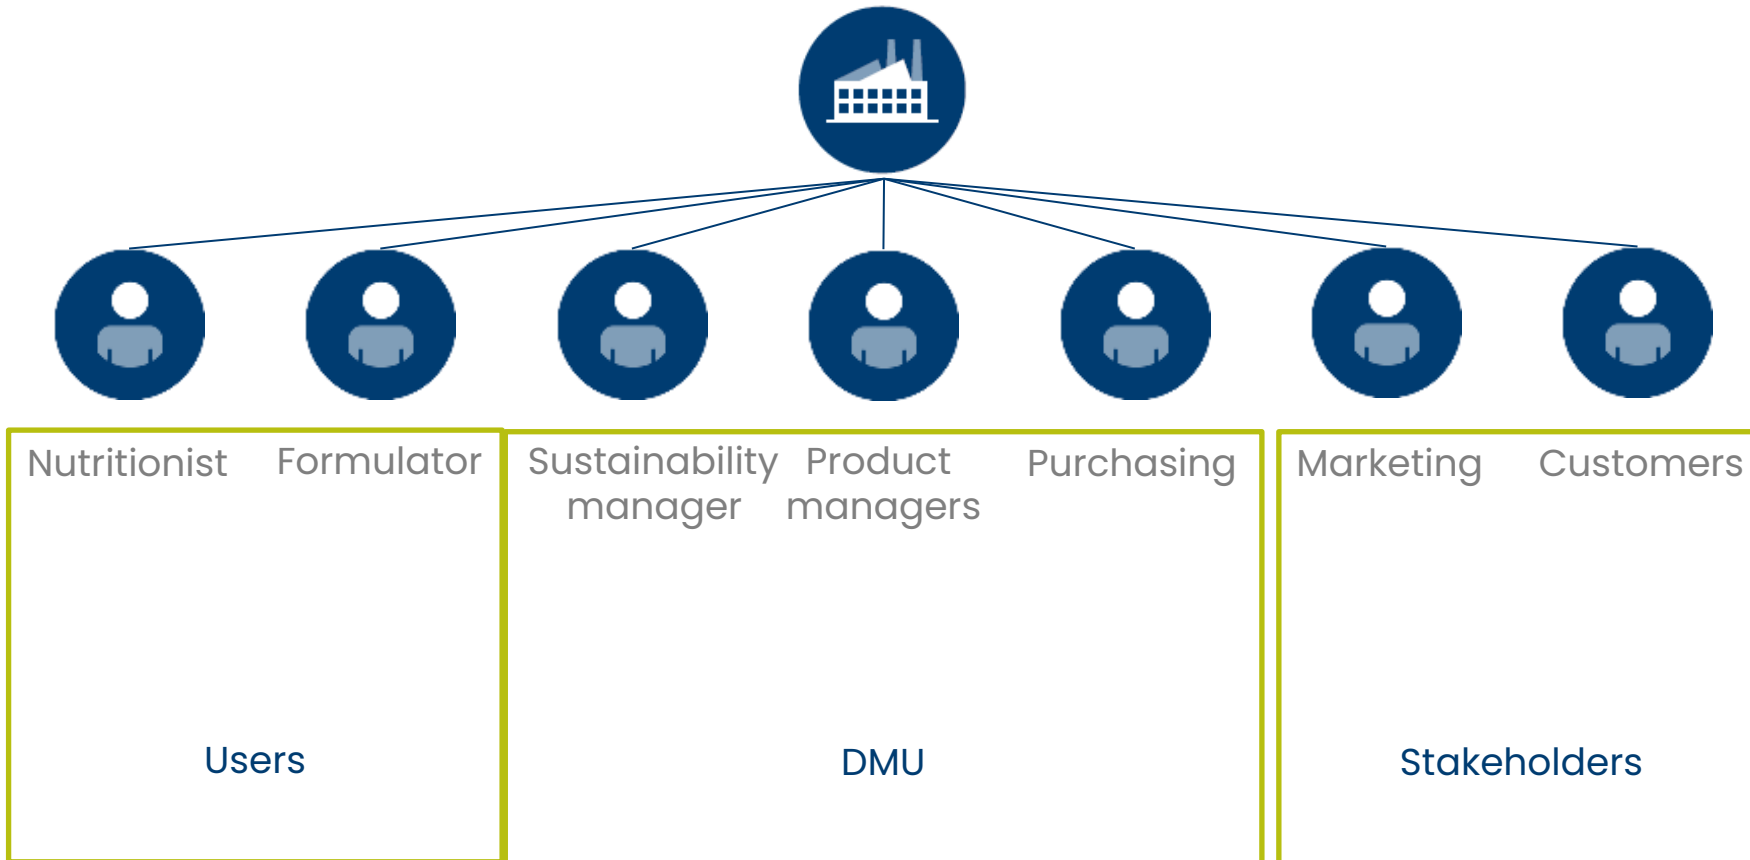 Nutritionist
Formulator
Sustainability
manager
Product
managers
Purchasing
Marketing
Customers
Users
DMU
Stakeholders